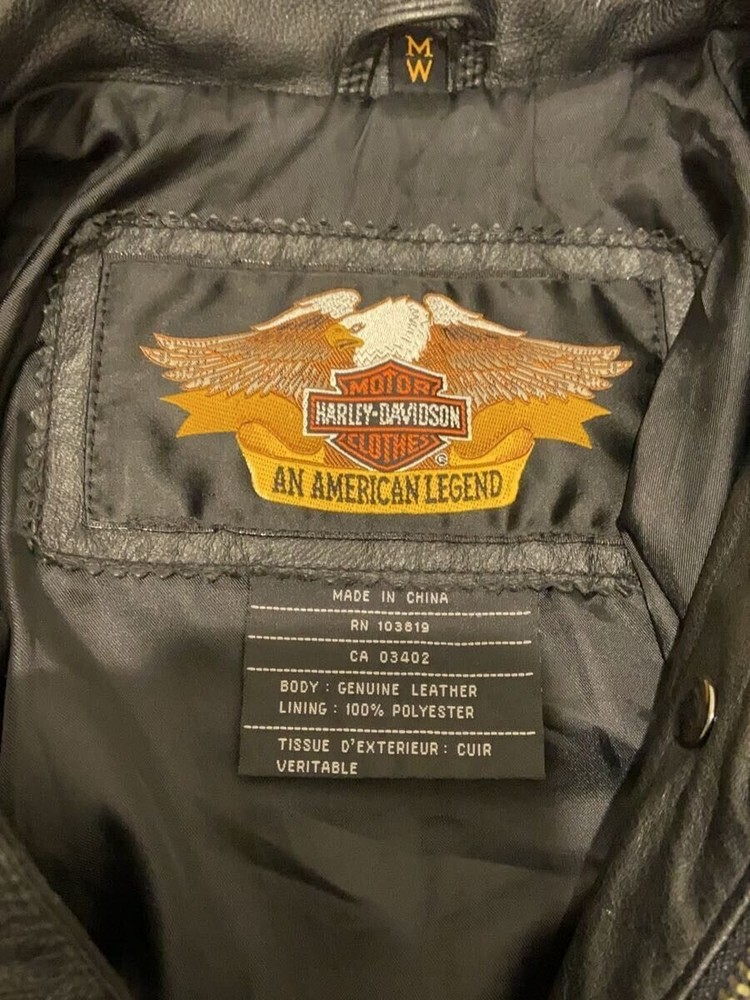 M
W
MOTOR
HARLEY-DAVIDSON
CLOTHES
®
AN AMERICAN LEGEND
MADE IN CHINA
RN 103819
CA 03402
BODY : GENUINE LEATHER
LINING : 100% POLYESTER
TISSUE D'EXTERIEUR : CUIR
VERITABLE